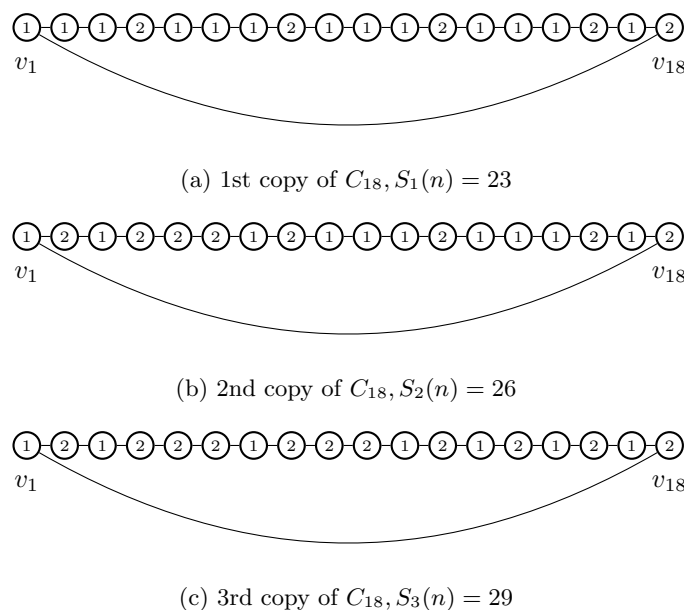 1 1 1 2 1 1 1 2 1 1 1 2 1 1 1 2 1 2
v₁ v₁₈
(a) 1st copy of C₁₈, S₁(n) = 23
1 2 1 2 2 2 1 2 1 1 1 2 1 1 1 2 1 2
v₁ v₁₈
(b) 2nd copy of C₁₈, S₂(n) = 26
1 2 1 2 2 2 1 2 2 2 1 2 1 2 1 2 1 2
v₁ v₁₈
(c) 3rd copy of C₁₈, S₃(n) = 29